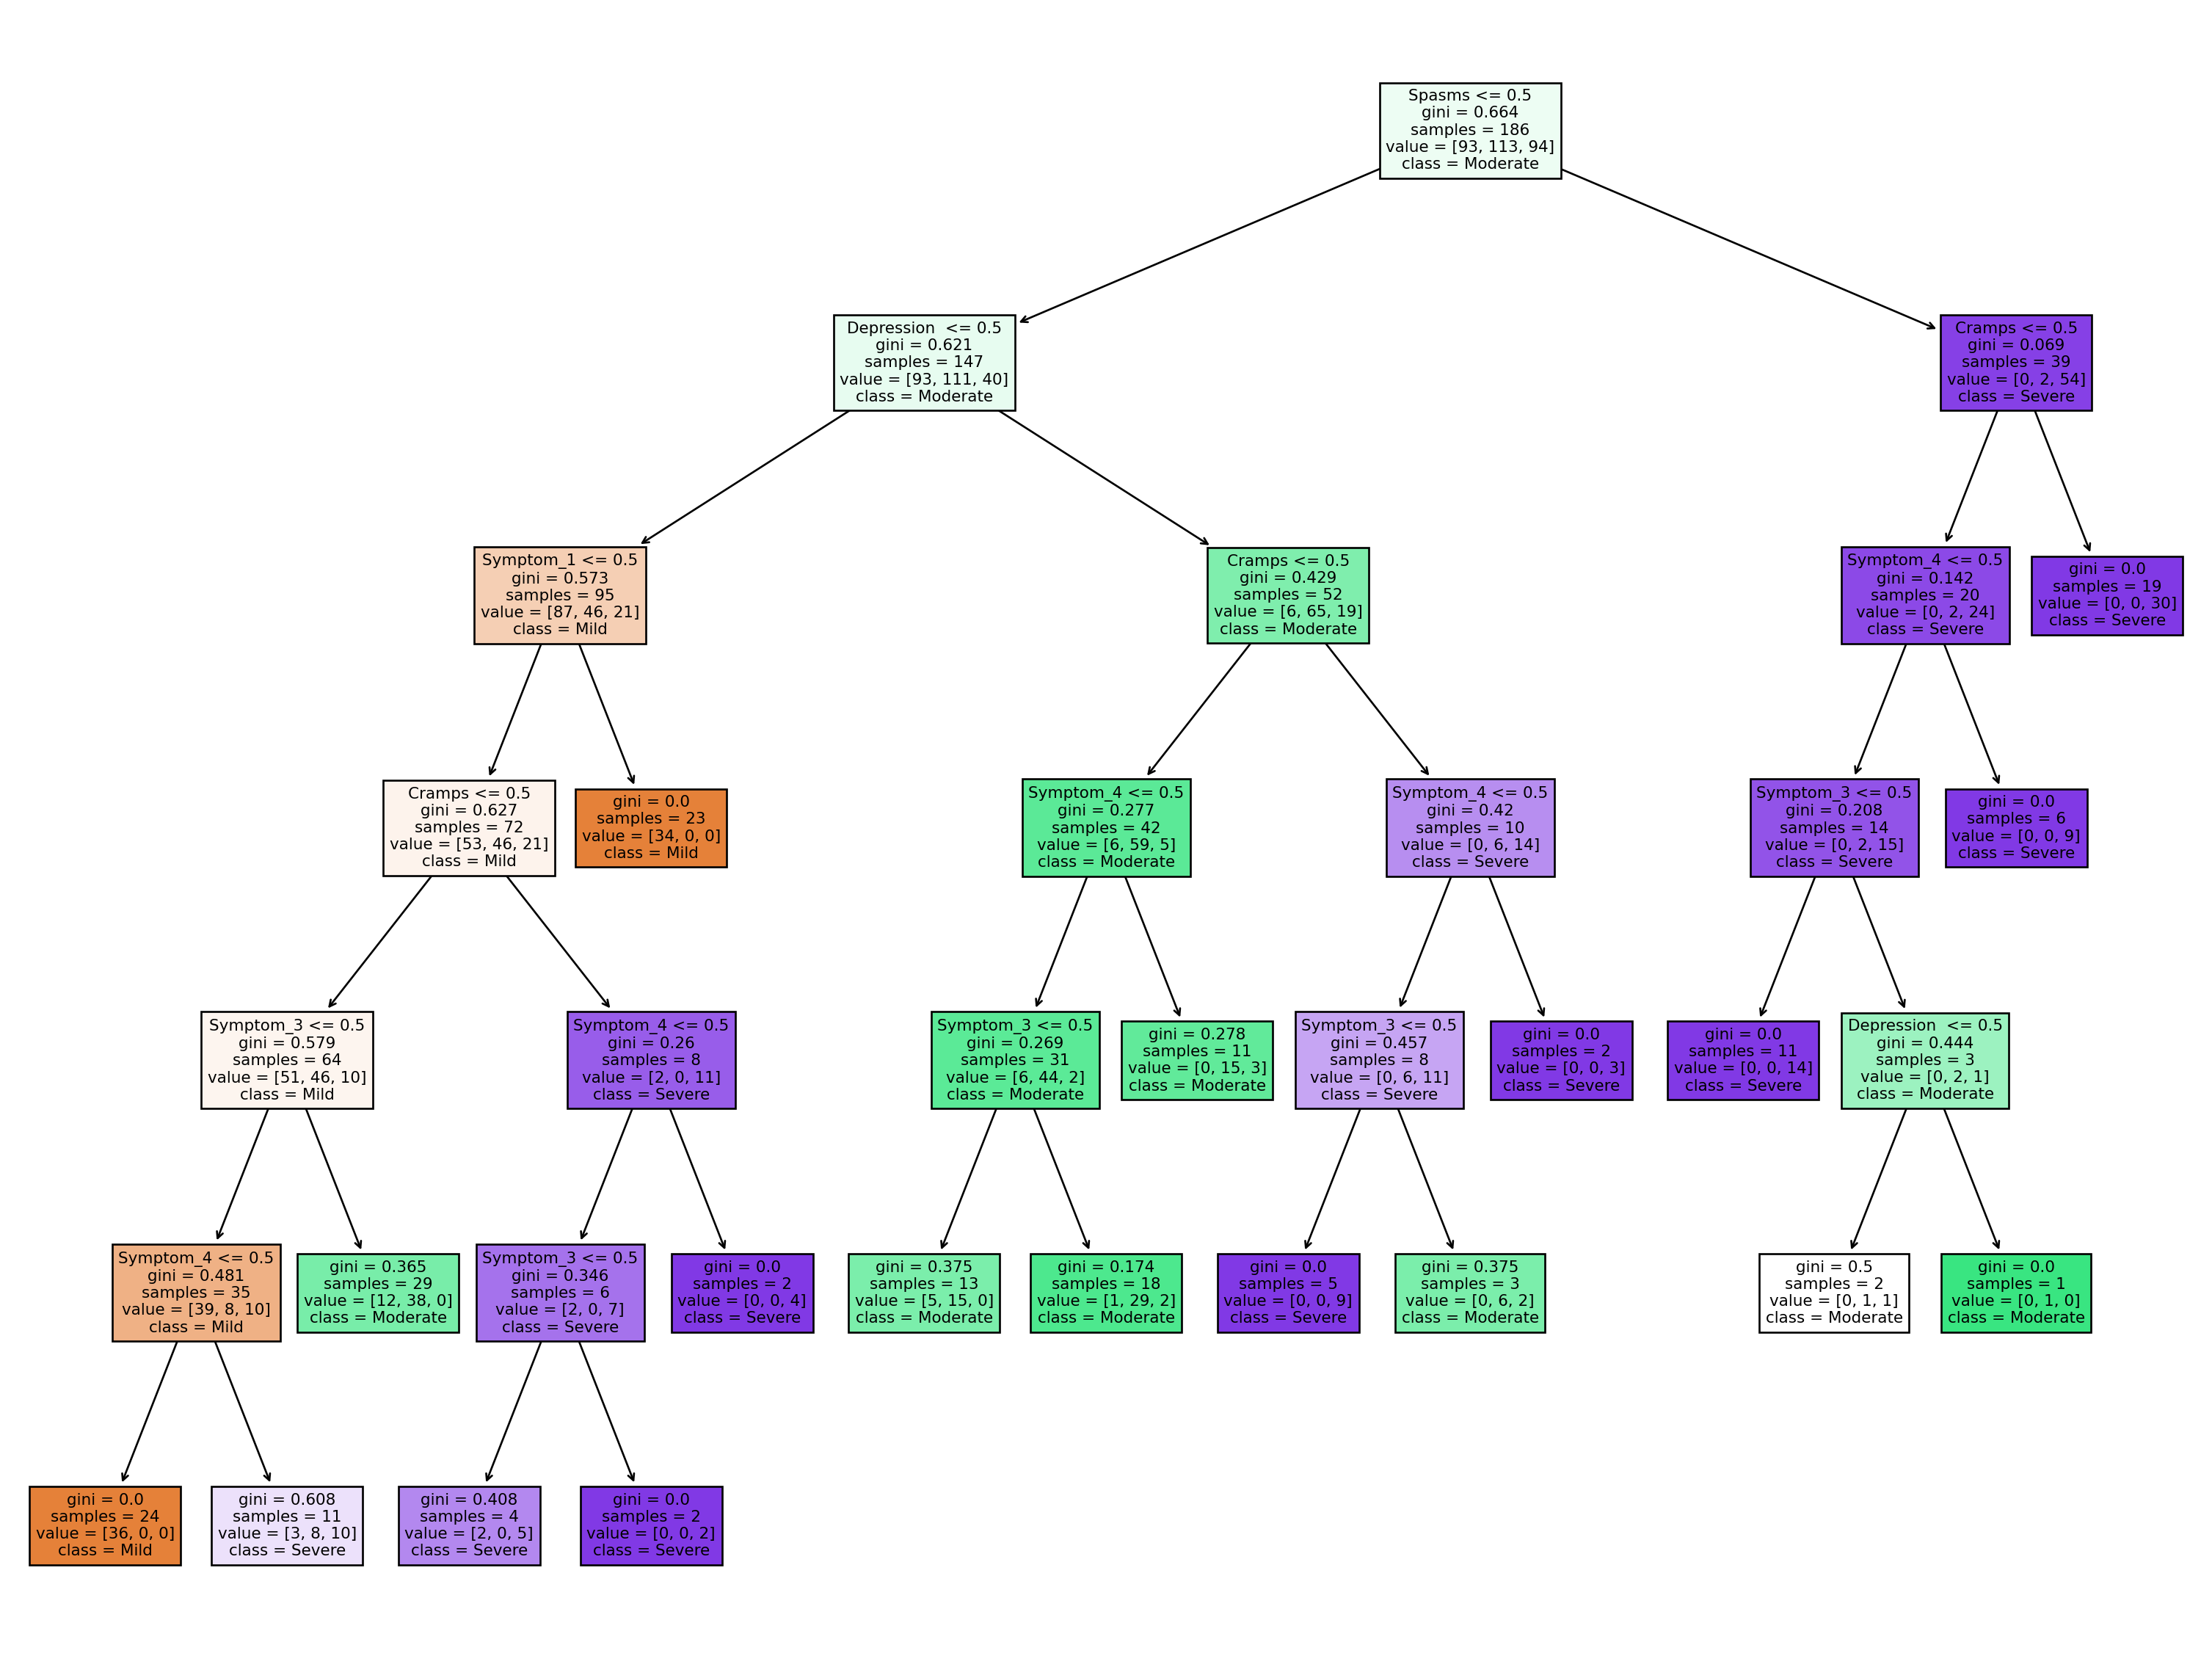 Spasms <= 0.5
gini = 0.664
samples = 186
value = [93, 113, 94]
class = Moderate
Depression  <= 0.5
gini = 0.621
samples = 147
value = [93, 111, 40]
class = Moderate
Cramps <= 0.5
gini = 0.069
samples = 39
value = [0, 2, 54]
class = Severe
Symptom_1 <= 0.5
gini = 0.573
samples = 95
value = [87, 46, 21]
class = Mild
Cramps <= 0.5
gini = 0.429
samples = 52
value = [6, 65, 19]
class = Moderate
Symptom_4 <= 0.5
gini = 0.142
samples = 20
value = [0, 2, 24]
class = Severe
gini = 0.0
samples = 19
value = [0, 0, 30]
class = Severe
Cramps <= 0.5
gini = 0.627
samples = 72
value = [53, 46, 21]
class = Mild
gini = 0.0
samples = 23
value = [34, 0, 0]
class = Mild
Symptom_4 <= 0.5
gini = 0.277
samples = 42
value = [6, 59, 5]
class = Moderate
Symptom_4 <= 0.5
gini = 0.42
samples = 10
value = [0, 6, 14]
class = Severe
Symptom_3 <= 0.5
gini = 0.208
samples = 14
value = [0, 2, 15]
class = Severe
gini = 0.0
samples = 6
value = [0, 0, 9]
class = Severe
Symptom_3 <= 0.5
gini = 0.579
samples = 64
value = [51, 46, 10]
class = Mild
Symptom_4 <= 0.5
gini = 0.26
samples = 8
value = [2, 0, 11]
class = Severe
Symptom_3 <= 0.5
gini = 0.269
samples = 31
value = [6, 44, 2]
class = Moderate
gini = 0.278
samples = 11
value = [0, 15, 3]
class = Moderate
Symptom_3 <= 0.5
gini = 0.457
samples = 8
value = [0, 6, 11]
class = Severe
gini = 0.0
samples = 2
value = [0, 0, 3]
class = Severe
gini = 0.0
samples = 11
value = [0, 0, 14]
class = Severe
Depression  <= 0.5
gini = 0.444
samples = 3
value = [0, 2, 1]
class = Moderate
Symptom_4 <= 0.5
gini = 0.481
samples = 35
value = [39, 8, 10]
class = Mild
gini = 0.365
samples = 29
value = [12, 38, 0]
class = Moderate
Symptom_3 <= 0.5
gini = 0.346
samples = 6
value = [2, 0, 7]
class = Severe
gini = 0.0
samples = 2
value = [0, 0, 4]
class = Severe
gini = 0.375
samples = 13
value = [5, 15, 0]
class = Moderate
gini = 0.174
samples = 18
value = [1, 29, 2]
class = Moderate
gini = 0.0
samples = 5
value = [0, 0, 9]
class = Severe
gini = 0.375
samples = 3
value = [0, 6, 2]
class = Moderate
gini = 0.5
samples = 2
value = [0, 1, 1]
class = Moderate
gini = 0.0
samples = 1
value = [0, 1, 0]
class = Moderate
gini = 0.0
samples = 24
value = [36, 0, 0]
class = Mild
gini = 0.608
samples = 11
value = [3, 8, 10]
class = Severe
gini = 0.408
samples = 4
value = [2, 0, 5]
class = Severe
gini = 0.0
samples = 2
value = [0, 0, 2]
class = Severe